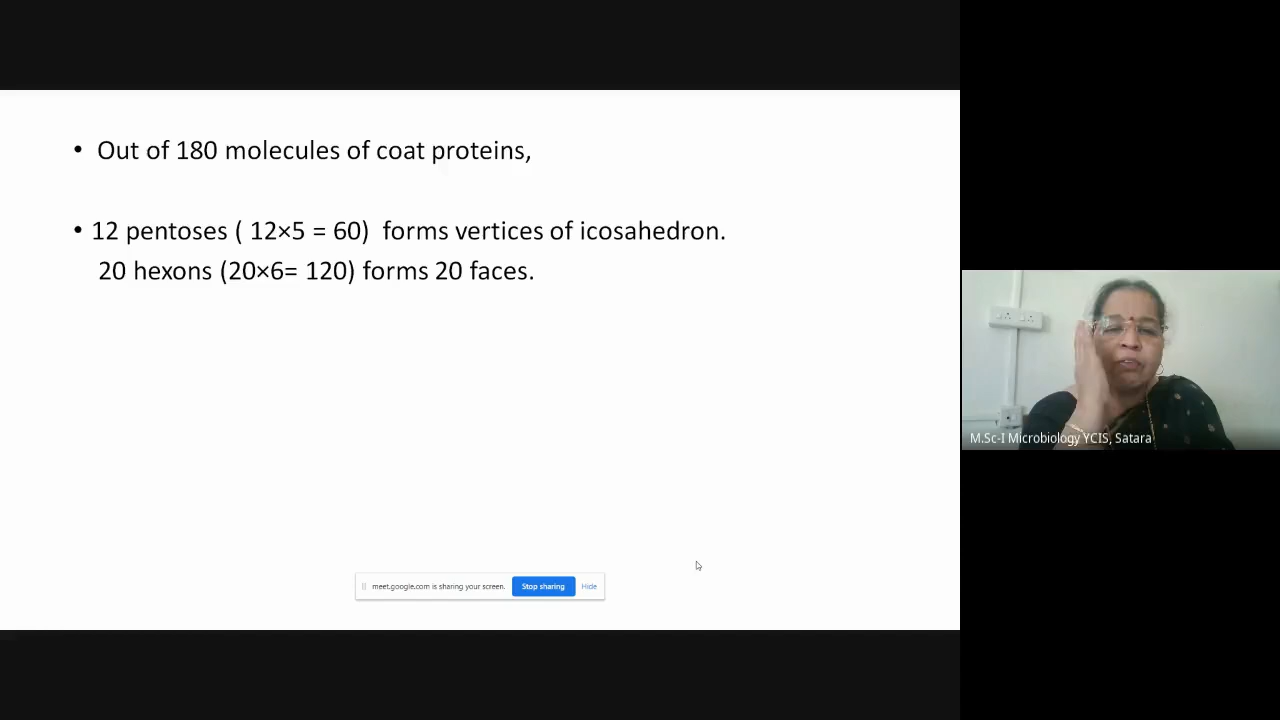 • Out of 180 molecules of coat proteins,
• 12 pentoses ( 12×5 = 60)  forms vertices of icosahedron.
20 hexons (20×6= 120) forms 20 faces.
meet.google.com is sharing your screen. Stop sharing Hide
M.Sc-I Microbiology YCIS, Satara